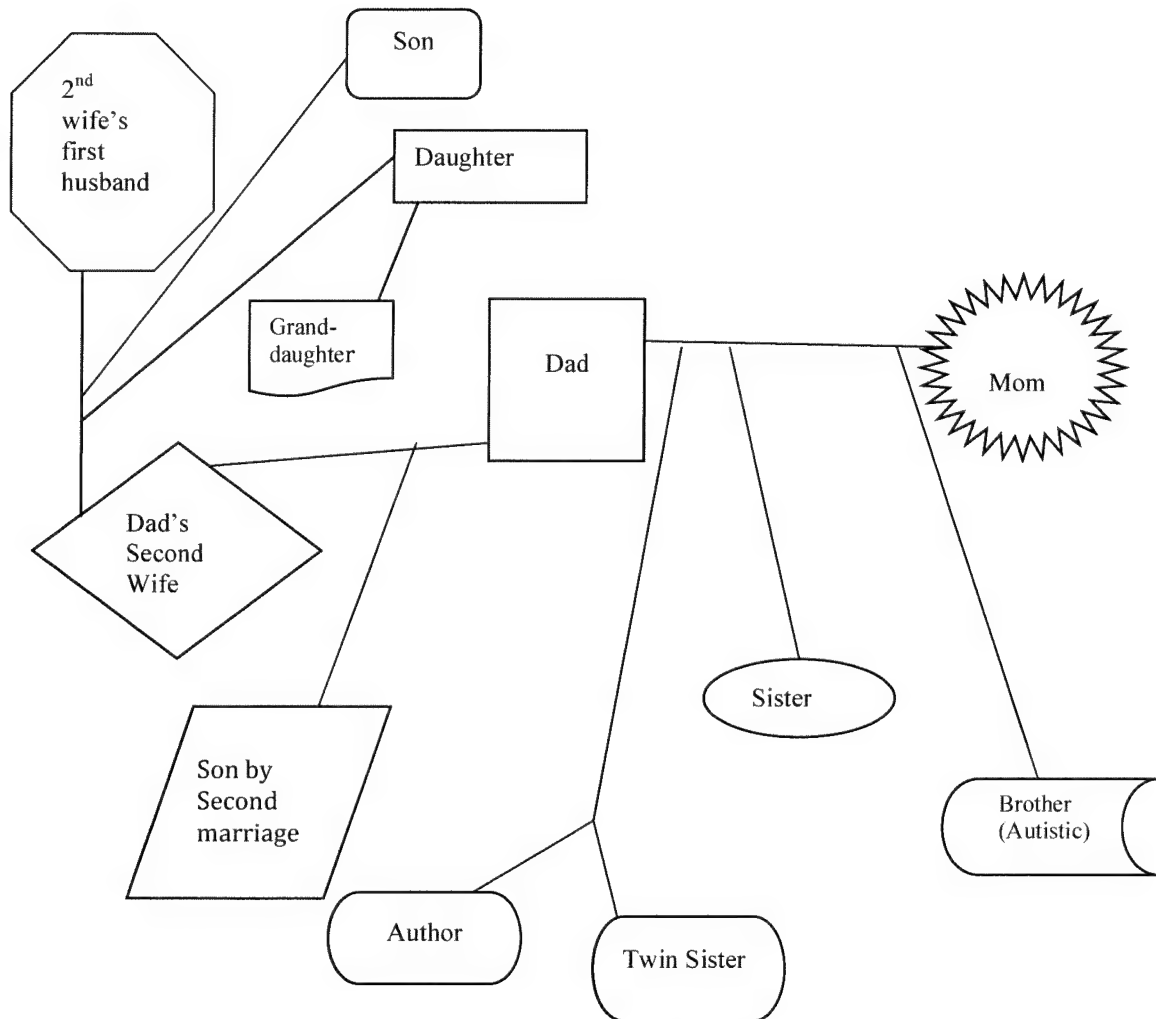 Son
2nd
wife's
first
husband
Daughter
Grand-
daughter
Dad
Mom
Dad's
Second
Wife
Sister
Son by
Second
marriage
Brother
(Autistic)
Author
Twin Sister